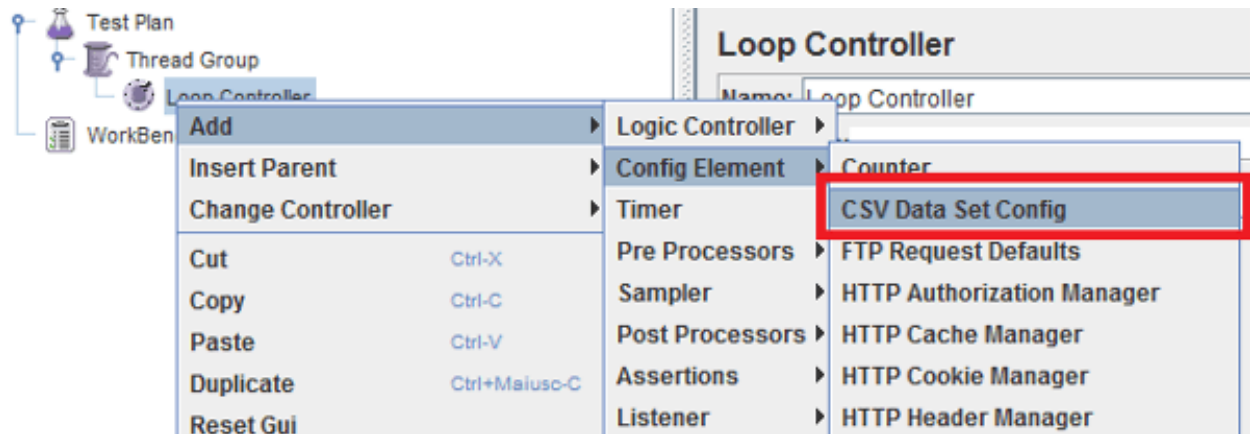 Test Plan
Thread Group
Loop Controller
WorkBen
Loop Controller
Name: Loop Controller
Add
Insert Parent
Change Controller
Cut Ctrl-X
Copy Ctrl-C
Paste Ctrl-V
Duplicate Ctrl+Maiusc-C
Reset Gui
Logic Controller
Config Element
Timer
Pre Processors
Sampler
Post Processors
Assertions
Listener
Counter
CSV Data Set Config
FTP Request Defaults
HTTP Authorization Manager
HTTP Cache Manager
HTTP Cookie Manager
HTTP Header Manager